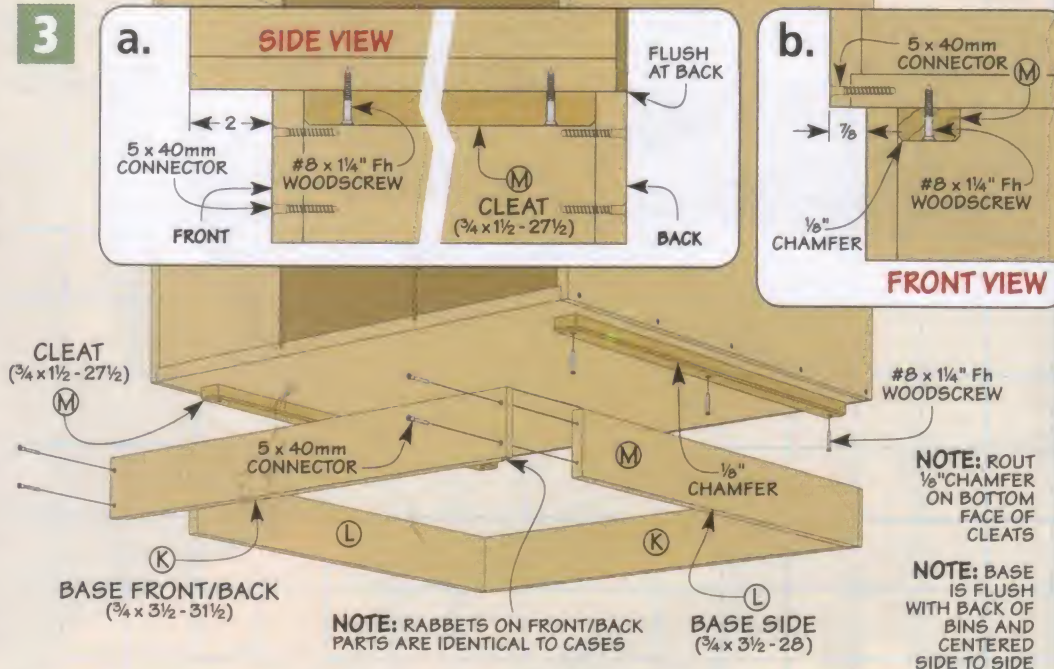 3
a.
SIDE VIEW
FLUSH
AT BACK
2
5 x 40mm
CONNECTOR
#8 x 1¼" Fh
WOODSCREW
M
CLEAT
(¾ x 1½ - 27½)
FRONT
BACK
b.
5 x 40mm
CONNECTOR
M
⅞
#8 x 1¼" Fh
WOODSCREW
⅛"
CHAMFER
FRONT VIEW
CLEAT
(¾ x 1½ - 27½)
M
5 x 40mm
CONNECTOR
M
⅛"
CHAMFER
#8 x 1¼" Fh
WOODSCREW
NOTE: ROUT
⅛"CHAMFER
ON BOTTOM
FACE OF
CLEATS
K
L
K
BASE FRONT/BACK
(¾ x 3½ - 31½)
NOTE: RABBETS ON FRONT/BACK
PARTS ARE IDENTICAL TO CASES
L
BASE SIDE
(¾ x 3½ - 28)
NOTE: BASE
IS FLUSH
WITH BACK OF
BINS AND
CENTERED
SIDE TO SIDE